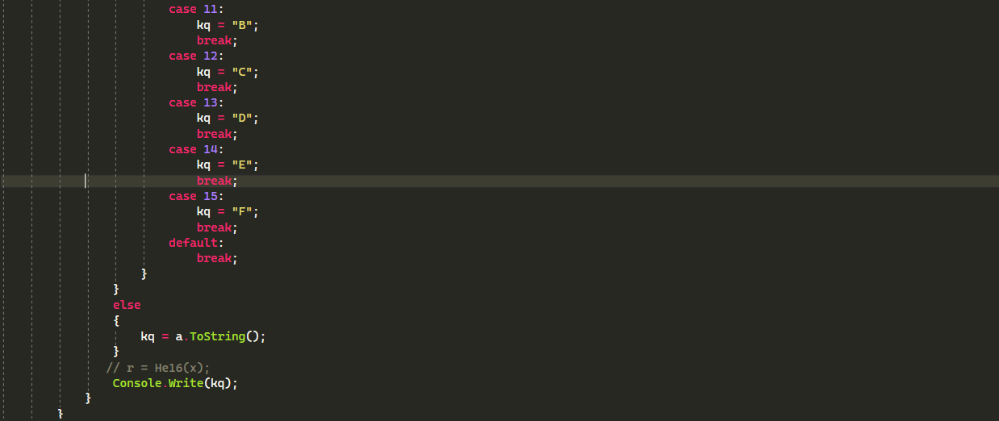 case 11:
kq = "B";
break;
case 12:
kq = "C";
break;
case 13:
kq = "D";
break;
case 14:
kq = "E";
break;
case 15:
kq = "F";
break;
default:
break;
}
}
else
{
kq = a.ToString();
}
// r = He16(x);
Console.Write(kq);
}
}